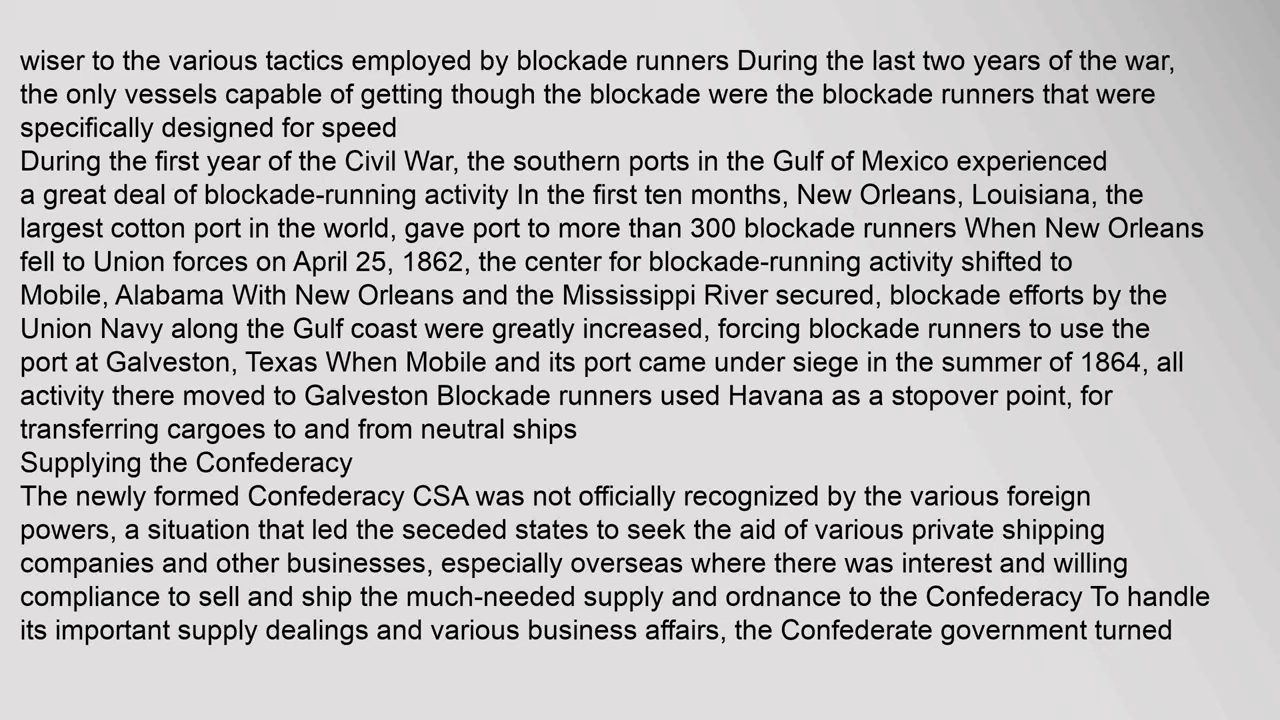 wiser to the various tactics employed by blockade runners During the last two years of the war,
the only vessels capable of getting though the blockade were the blockade runners that were
specifically designed for speed
During the first year of the Civil War, the southern ports in the Gulf of Mexico experienced
a great deal of blockade-running activity In the first ten months, New Orleans, Louisiana, the
largest cotton port in the world, gave port to more than 300 blockade runners When New Orleans
fell to Union forces on April 25, 1862, the center for blockade-running activity shifted to
Mobile, Alabama With New Orleans and the Mississippi River secured, blockade efforts by the
Union Navy along the Gulf coast were greatly increased, forcing blockade runners to use the
port at Galveston, Texas When Mobile and its port came under siege in the summer of 1864, all
activity there moved to Galveston Blockade runners used Havana as a stopover point, for
transferring cargoes to and from neutral ships
Supplying the Confederacy
The newly formed Confederacy CSA was not officially recognized by the various foreign
powers, a situation that led the seceded states to seek the aid of various private shipping
companies and other businesses, especially overseas where there was interest and willing
compliance to sell and ship the much-needed supply and ordnance to the Confederacy To handle
its important supply dealings and various business affairs, the Confederate government turned